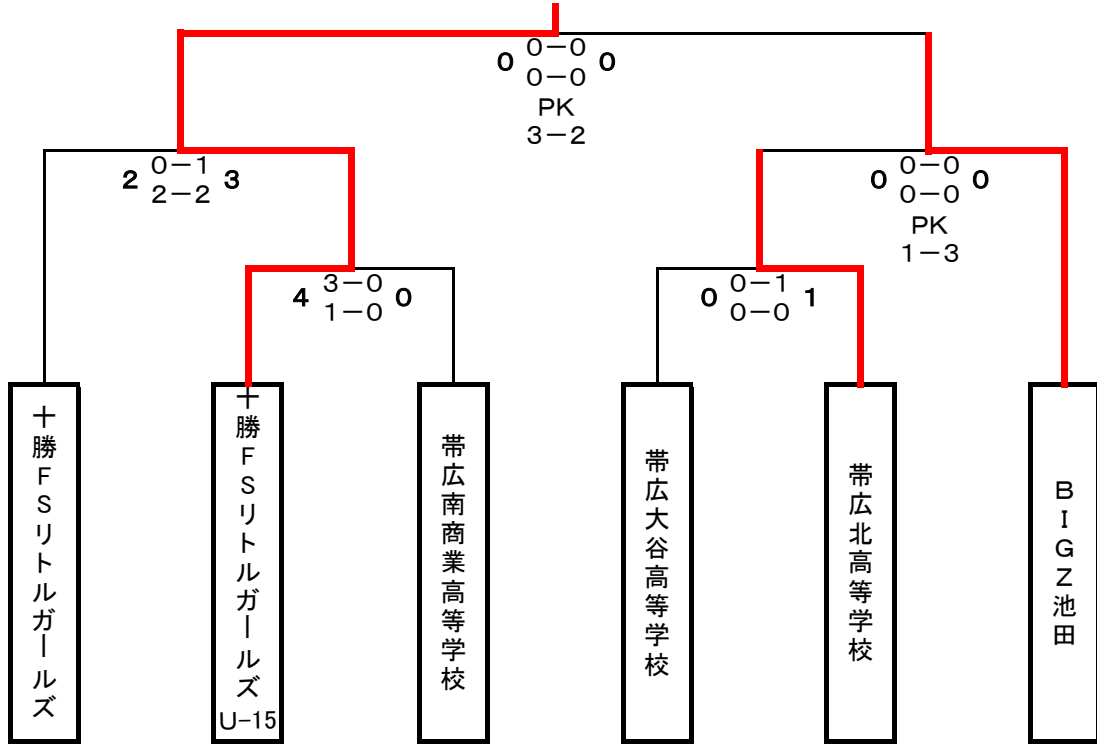 0-0
0 0
0-0
PK
3-2
0-1
2 3
2-2
0-0
0 0
0-0
PK
1-3
3-0
4 0
1-0
0-1
0 1
0-0
十勝FSリトルガールズ
十勝FSリトルガールズ
U-15
帯広南商業高等学校
帯広大谷高等学校
帯広北高等学校
BIGZ池田